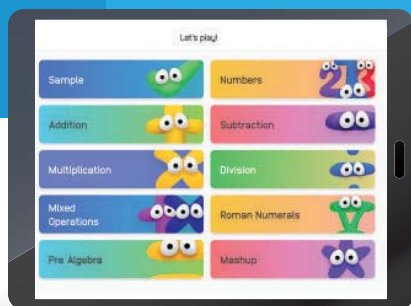 Let's play!
Sample
Numbers
Addition
Subtraction
Multiplication
Division
Mixed
Operations
Roman Numerals
Pre Algebra
Mashup